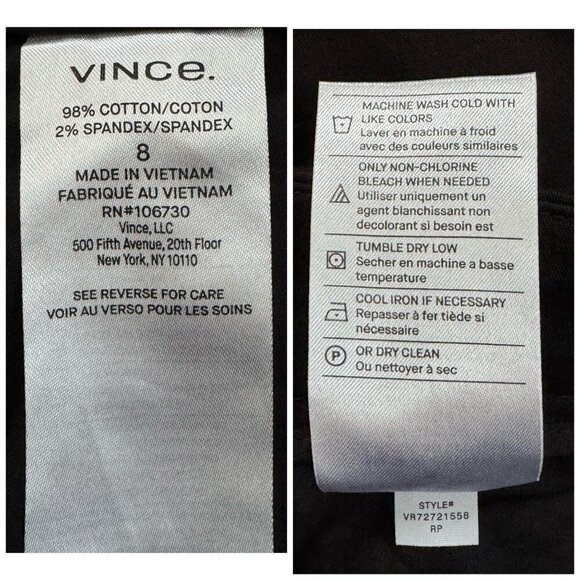 VINCE.
98% COTTON/COTON
2% SPANDEX/SPANDEX
8
MADE IN VIETNAM
FABRIQUÉ AU VIETNAM
RN#106730
Vince, LLC
500 Fifth Avenue, 20th Floor
New York, NY 10110
SEE REVERSE FOR CARE
VOIR AU VERSO POUR LES SOINS
MACHINE WASH COLD WITH
LIKE COLORS
Laver en machine à froid
avec des couleurs similaires
ONLY NON-CHLORINE
BLEACH WHEN NEEDED
Utiliser uniquement un
agent blanchissant non
decolorant si besoin est
TUMBLE DRY LOW
Secher en machine a basse
temperature
COOL IRON IF NECESSARY
Repasser à fer tiède si
nécessaire
P
OR DRY CLEAN
Ou nettoyer à sec
STYLE#
VR72721558
RP